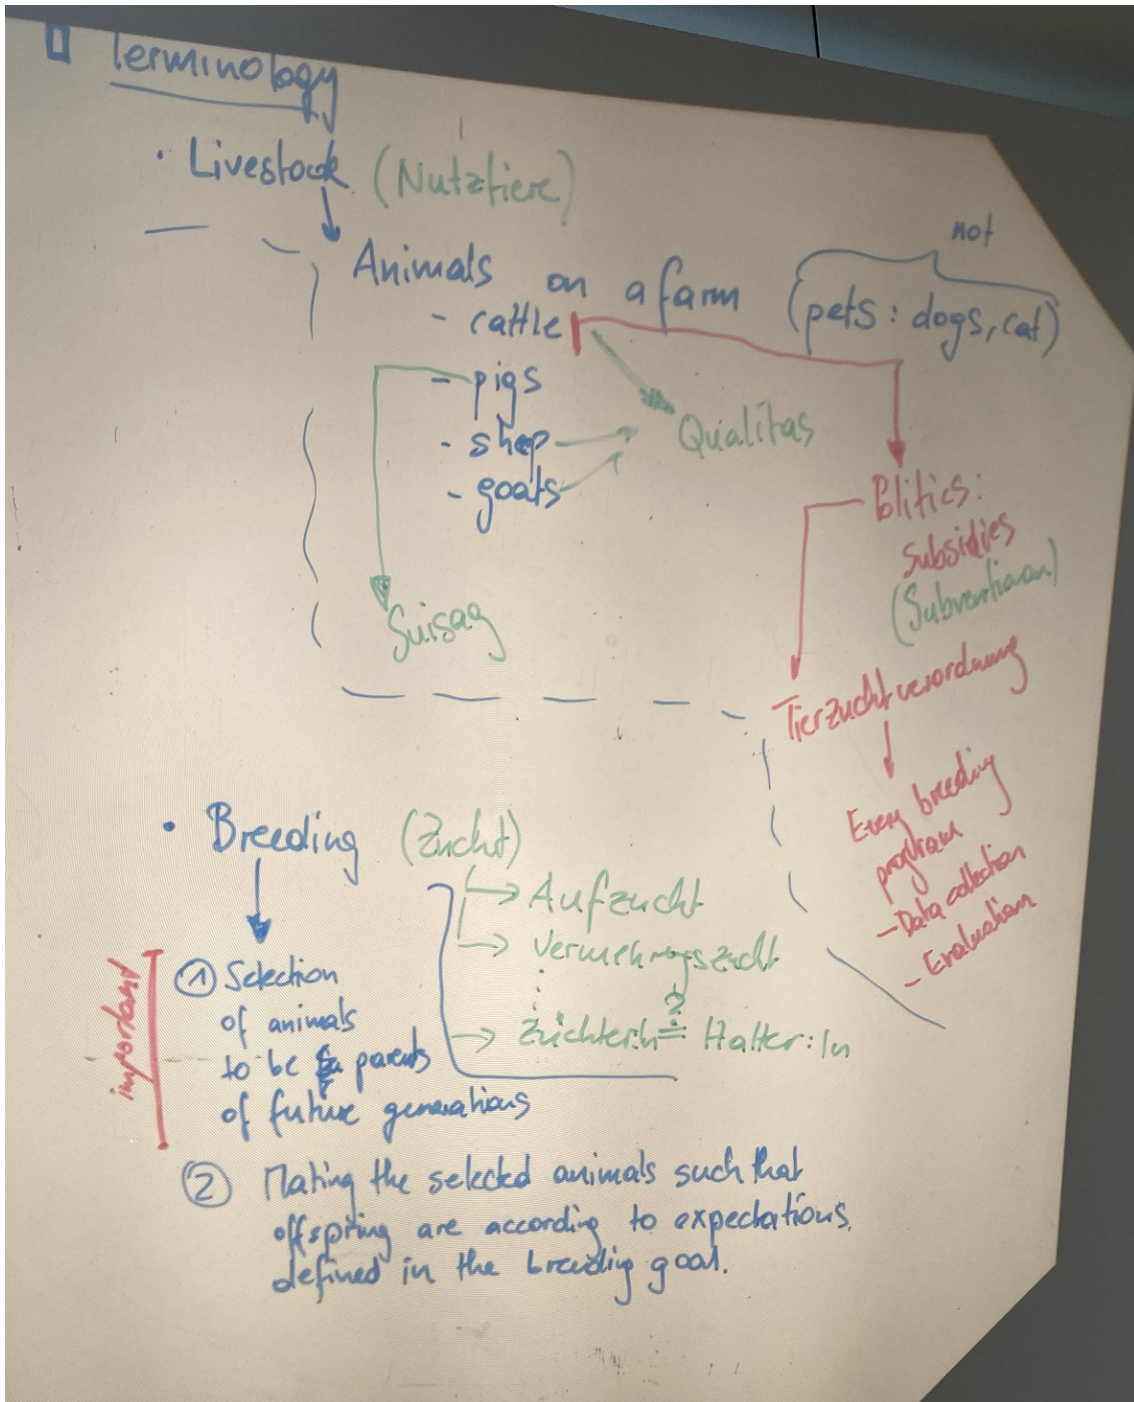 Terminology
· Livestock (Nutztiere)
not
Animals on a farm (pets: dogs, cat)
- cattle
- pigs
- shep
- goats
Qualitas
Suisag
Politics:
subsidies
(Subventionen)
Tierzuchtverordnung
Every breeding
program
- Data collection
- Evaluation
· Breeding (Zucht)
→ Aufzucht
→ Vermehrungszucht
?
→ Züchter:In = Halter:In
important
① Selection
of animals
to be parents
of future generations
② Mating the selected animals such that
offspring are according to expectations,
defined in the breeding goal.